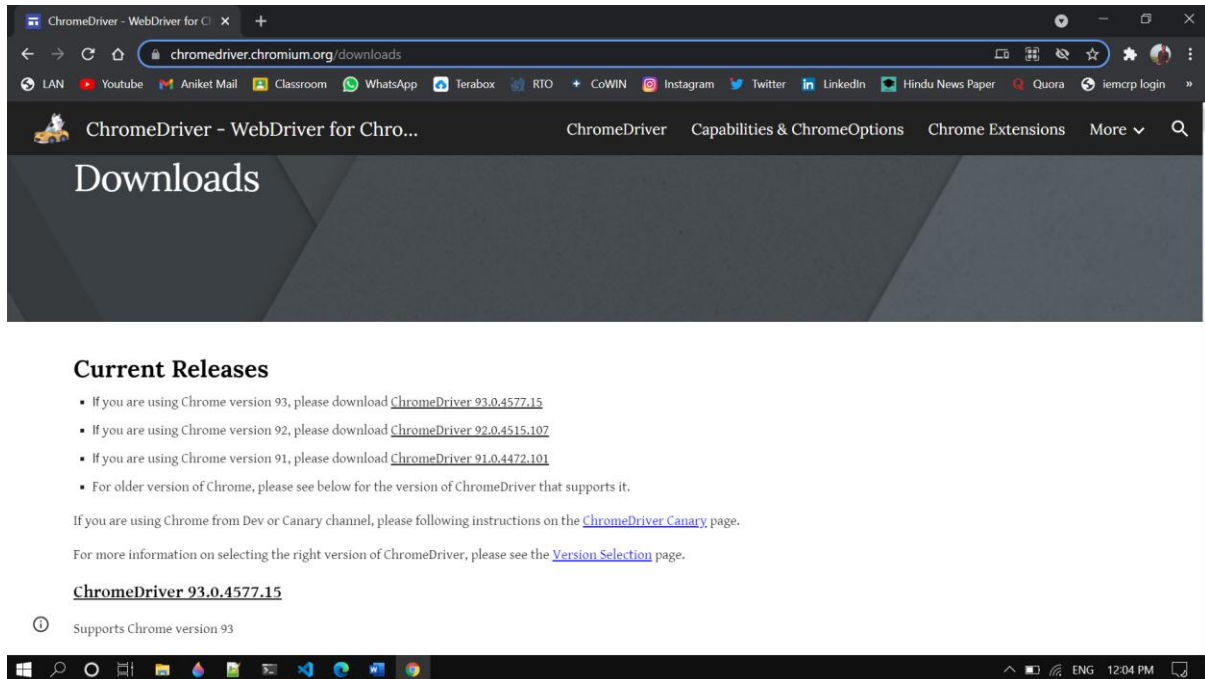 ChromeDriver - WebDriver for Ch
chromedriver.chromium.org/downloads
LAN Youtube Aniket Mail Classroom WhatsApp Terabox RTO CoWIN Instagram Twitter LinkedIn Hindu News Paper Quora iemcrp login »
ChromeDriver - WebDriver for Chro... ChromeDriver Capabilities & ChromeOptions Chrome Extensions More
Downloads
Current Releases
▪ If you are using Chrome version 93, please download ChromeDriver 93.0.4577.15
▪ If you are using Chrome version 92, please download ChromeDriver 92.0.4515.107
▪ If you are using Chrome version 91, please download ChromeDriver 91.0.4472.101
▪ For older version of Chrome, please see below for the version of ChromeDriver that supports it.
If you are using Chrome from Dev or Canary channel, please following instructions on the ChromeDriver Canary page.
For more information on selecting the right version of ChromeDriver, please see the Version Selection page.
ChromeDriver 93.0.4577.15
Supports Chrome version 93
ENG 12:04 PM